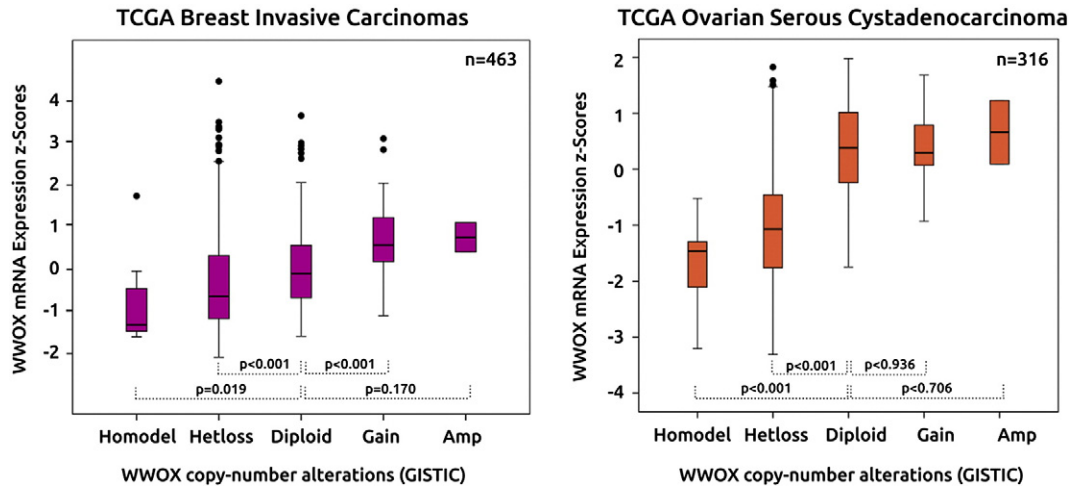 TCGA Breast Invasive Carcinomas
n=463
WWOX mRNA Expression z-Scores
4
3
2
1
0
-1
-2
p<0.001
p<0.001
p=0.019
p=0.170
Homodel Hetloss Diploid Gain Amp
WWOX copy-number alterations (GISTIC)
TCGA Ovarian Serous Cystadenocarcinoma
n=316
WWOX mRNA Expression z-Scores
2
1
0
-1
-2
-3
-4
p<0.001
p<0.936
p<0.001
p<0.706
Homodel Hetloss Diploid Gain Amp
WWOX copy-number alterations (GISTIC)